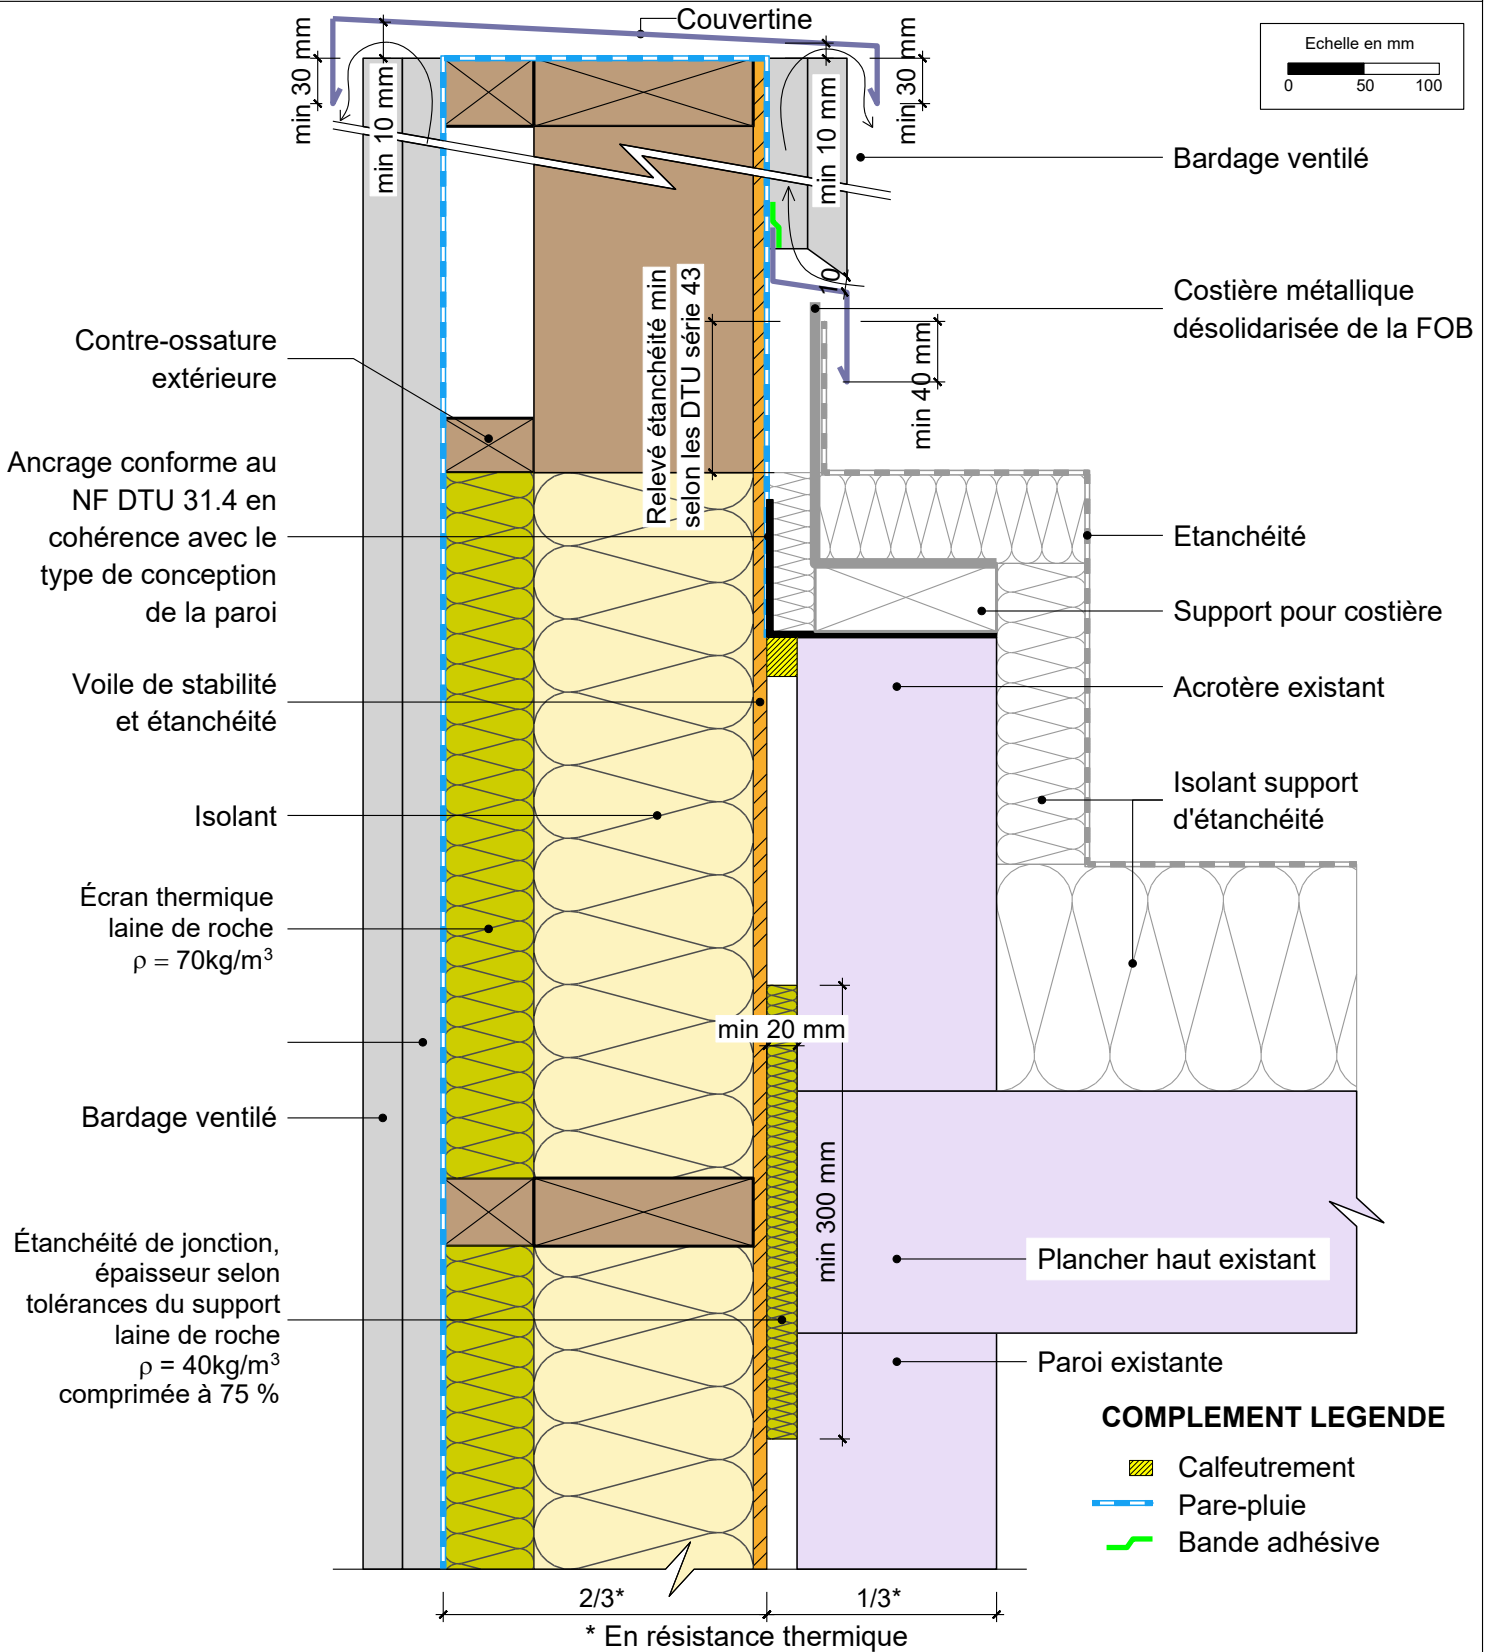 Couvertine
Echelle en mm
0 50 100
min 30 mm
min 10 mm
min 10 mm
min 30 mm
Bardage ventilé
Costière métallique
désolidarisée de la FOB
10
min 40 mm
Relevé étanchéité min
selon les DTU série 43
Contre-ossature
extérieure
Ancrage conforme au
NF DTU 31.4 en
cohérence avec le
type de conception
de la paroi
Etanchéité
Support pour costière
Voile de stabilité
et étanchéité
Acrotère existant
Isolant
Isolant support
d'étanchéité
Écran thermique
laine de roche
ρ = 70kg/m³
min 20 mm
Bardage ventilé
min 300 mm
Étanchéité de jonction,
épaisseur selon
tolérances du support
laine de roche
ρ = 40kg/m³
comprimée à 75 %
Plancher haut existant
Paroi existante
COMPLEMENT LEGENDE
Calfeutrement
Pare-pluie
Bande adhésive
2/3* 1/3*
* En résistance thermique